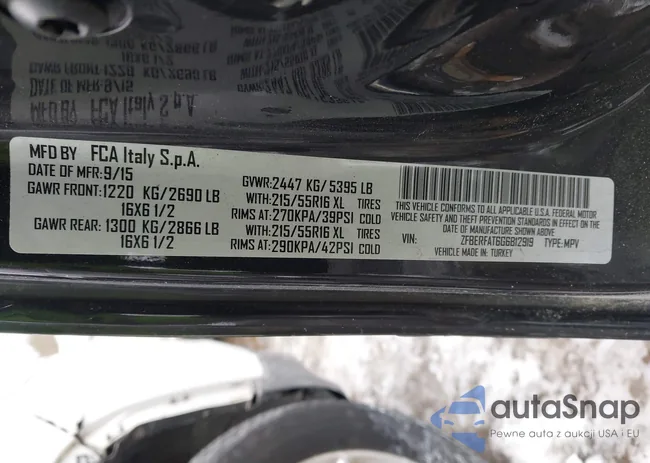 MFD BY FCA Italy S.p.A.
DATE OF MFR:9/15
GAWR FRONT:1220 KG/2690 LB
16X6 1/2
GAWR REAR:1300 KG/2866 LB
16X6 1/2
GVWR:2447 KG/5395 LB
WITH:215/55R16 XL TIRES
RIMS AT:270KPA/39PSI COLD
WITH:215/55R16 XL TIRES
RIMS AT:290KPA/42PSI COLD
THIS VEHICLE CONFORMS TO ALL APPLICABLE U.S.A. FEDERAL MOTOR
VEHICLE SAFETY AND THEFT PREVENTION STANDARDS IN EFFECT ON
DATE OF MANUFACTURE SHOWN ABOVE
VIN: ZFBERFAT6G6B12919 TYPE:MPV
VEHICLE MADE IN: TURKEY
autaSnap
Pewne auta z aukcji USA i EU